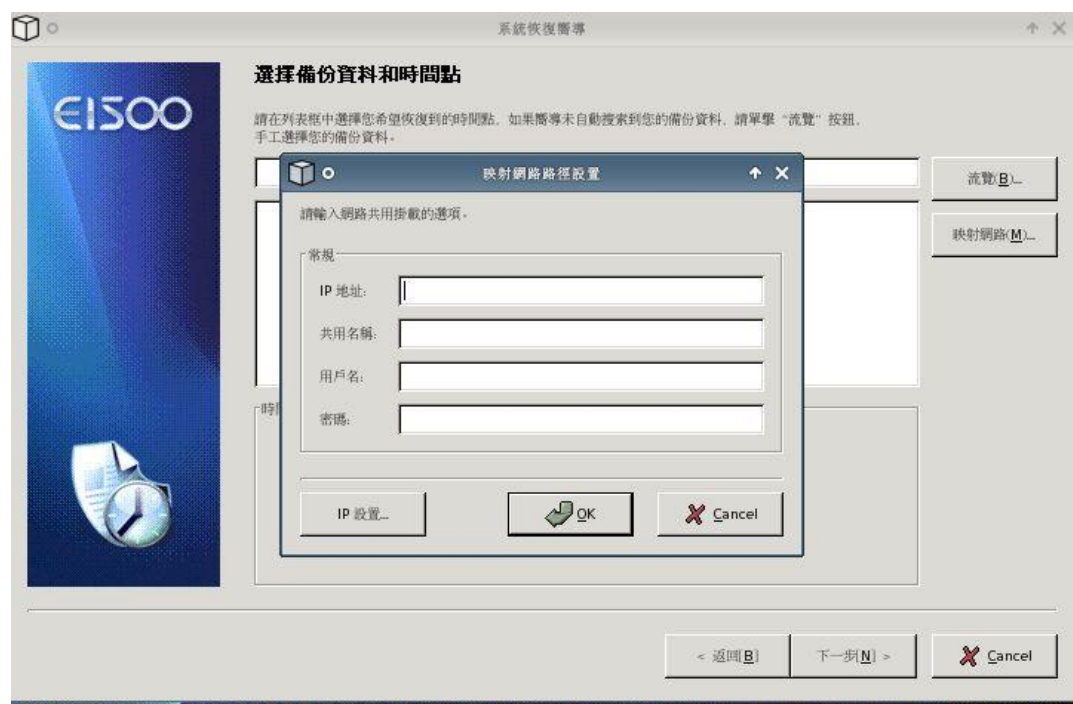 系統恢復嚮導
EISOO
選擇備份資料和時間點
請在列表框中選擇您希望恢復到的時間點. 如果嚮導未自動搜索到您的備份資料. 請單擊 "流覽" 按鈕.
手工選擇您的備份資料。
流覽(B)...
映射網路(M)...
映射網路路徑設置
請輸入網路共用掛載的選項。
常規
IP 地址:
共用名稱:
用戶名:
密碼:
IP 設置...
OK
Cancel
時
< 返回[B]
下一步[N] >
Cancel